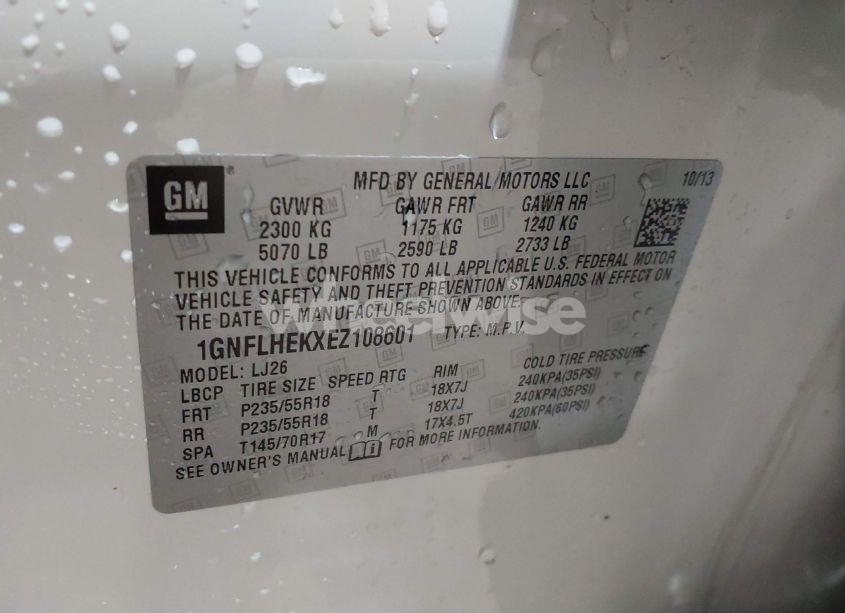 GM
MFD BY GENERAL MOTORS LLC 10/13
GVWR GAWR FRT GAWR RR
2300 KG 1175 KG 1240 KG
5070 LB 2590 LB 2733 LB
THIS VEHICLE CONFORMS TO ALL APPLICABLE U.S. FEDERAL MOTOR
VEHICLE SAFETY AND THEFT PREVENTION STANDARDS IN EFFECT ON
THE DATE OF MANUFACTURE SHOWN ABOVE.
wheelwise
1GNFLHEKXEZ108601 TYPE: M.P.V.
MODEL: LJ26
LBCP TIRE SIZE SPEED RTG RIM COLD TIRE PRESSURE
FRT P235/55R18 T 18X7J 240KPA(35PSI)
RR P235/55R18 T 18X7J 240KPA(35PSI)
SPA T145/70R17 M 17X4.5T 420KPA(60PSI)
SEE OWNER'S MANUAL FOR MORE INFORMATION.